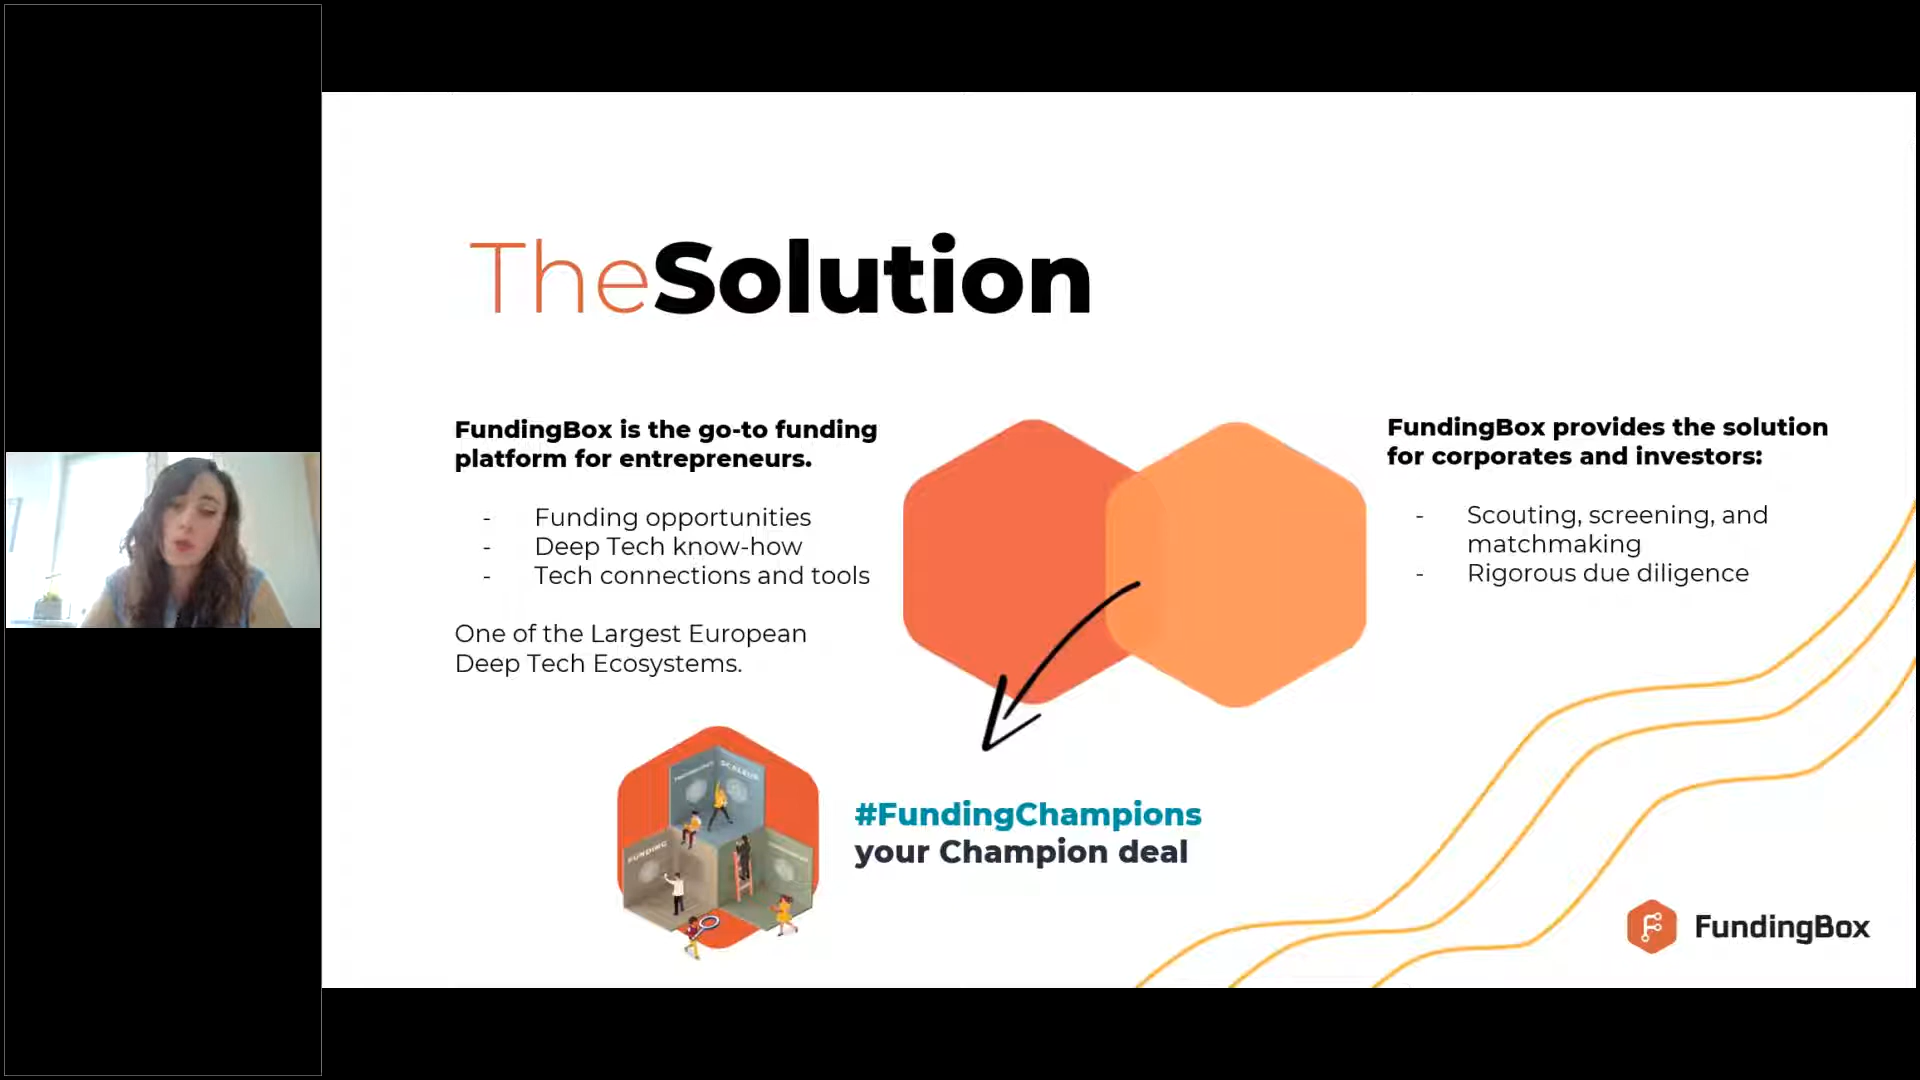 TheSolution
FundingBox is the go-to funding
platform for entrepreneurs.
- Funding opportunities
- Deep Tech know-how
- Tech connections and tools
One of the Largest European
Deep Tech Ecosystems.
FundingBox provides the solution
for corporates and investors:
- Scouting, screening, and
matchmaking
- Rigorous due diligence
SCALEUP
FUNDING
#FundingChampions
your Champion deal
FundingBox